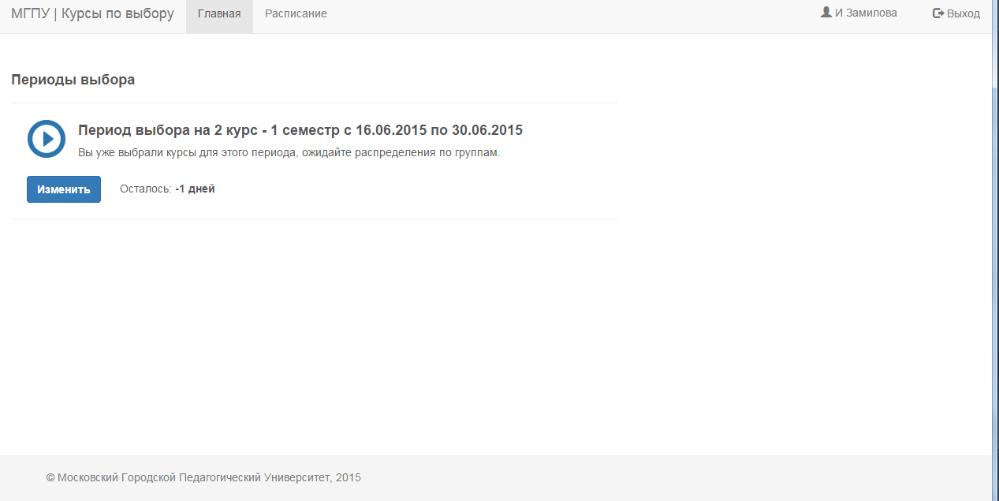 МГПУ | Курсы по выбору Главная Расписание И Замилова Выход
Периоды выбора
Период выбора на 2 курс - 1 семестр с 16.06.2015 по 30.06.2015
Вы уже выбрали курсы для этого периода, ожидайте распределения по группам.
Изменить Осталось: -1 дней
© Московский Городской Педагогический Университет, 2015